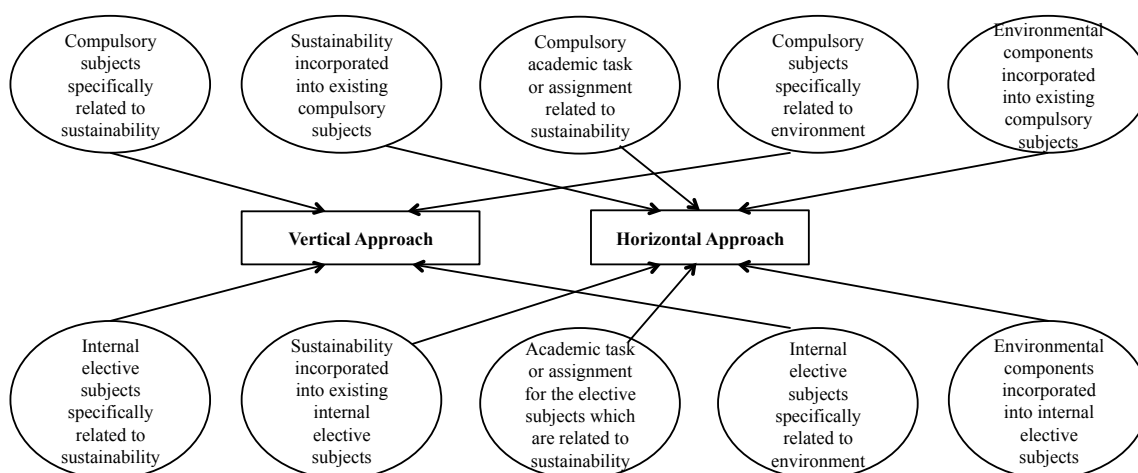 Compulsory
subjects
specifically
related to
sustainability
Sustainability
incorporated
into existing
compulsory
subjects
Compulsory
academic task
or assignment
related to
sustainability
Compulsory
subjects
specifically
related to
environment
Environmental
components
incorporated
into existing
compulsory
subjects
Vertical Approach
Horizontal Approach
Internal
elective
subjects
specifically
related to
sustainability
Sustainability
incorporated
into existing
internal
elective
subjects
Academic task
or assignment
for the elective
subjects which
are related to
sustainability
Internal
elective
subjects
specifically
related to
environment
Environmental
components
incorporated
into internal
elective
subjects